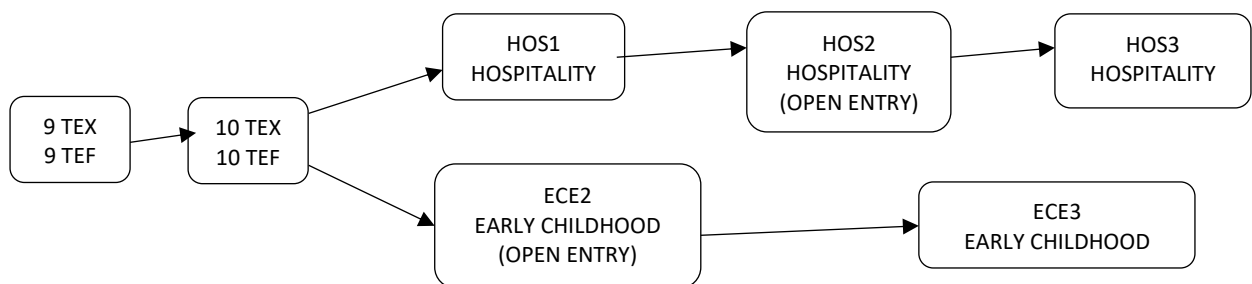 9 TEX
9 TEF
10 TEX
10 TEF
HOS1
HOSPITALITY
HOS2
HOSPITALITY
(OPEN ENTRY)
HOS3
HOSPITALITY
ECE2
EARLY CHILDHOOD
(OPEN ENTRY)
ECE3
EARLY CHILDHOOD